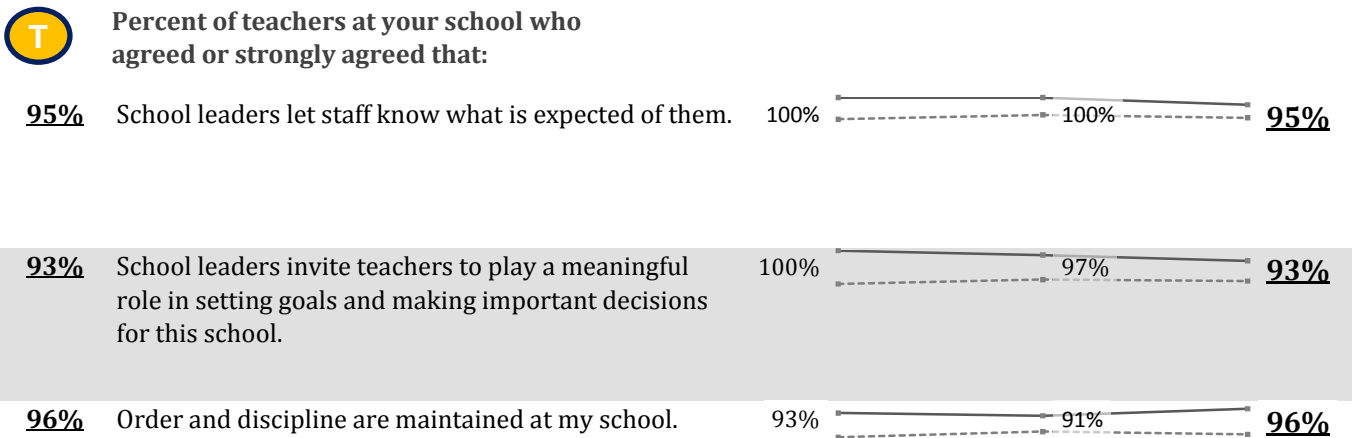 T
Percent of teachers at your school who
agreed or strongly agreed that:
95% School leaders let staff know what is expected of them. 100% 100% 95%
93% School leaders invite teachers to play a meaningful 100% 97% 93%
role in setting goals and making important decisions
for this school.
96% Order and discipline are maintained at my school. 93% 91% 96%